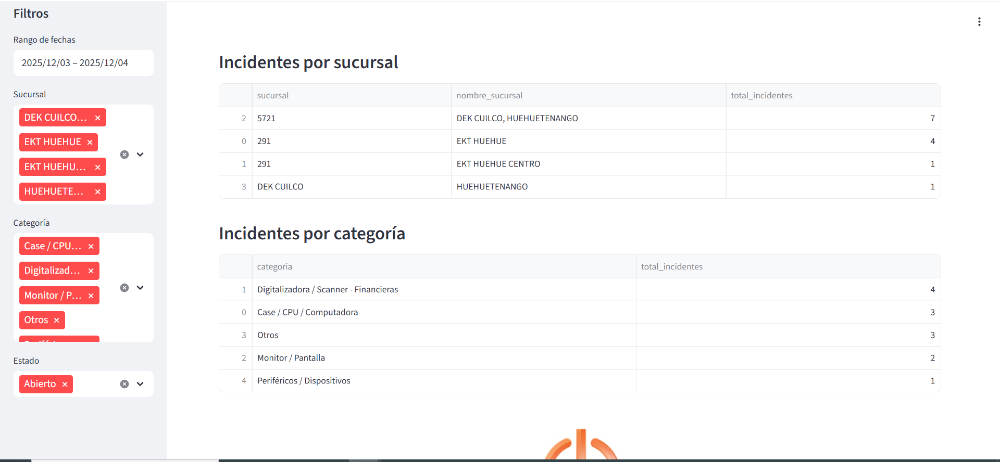 Filtros
Rango de fechas
2025/12/03 – 2025/12/04
Sucursal
DEK CUILCO...
EKT HUEHUE
EKT HUEHU...
HUEHUETE...
Categoría
Case / CPU...
Digitalizad...
Monitor / P...
Otros
Estado
Abierto
Incidentes por sucursal
sucursal nombre_sucursal total_incidentes
2 5721 DEK CUILCO, HUEHUETENANGO 7
0 291 EKT HUEHUE 4
1 291 EKT HUEHUE CENTRO 1
3 DEK CUILCO HUEHUETENANGO 1
Incidentes por categoría
categoria total_incidentes
1 Digitalizadora / Scanner - Financieras 4
0 Case / CPU / Computadora 3
3 Otros 3
2 Monitor / Pantalla 2
4 Periféricos / Dispositivos 1